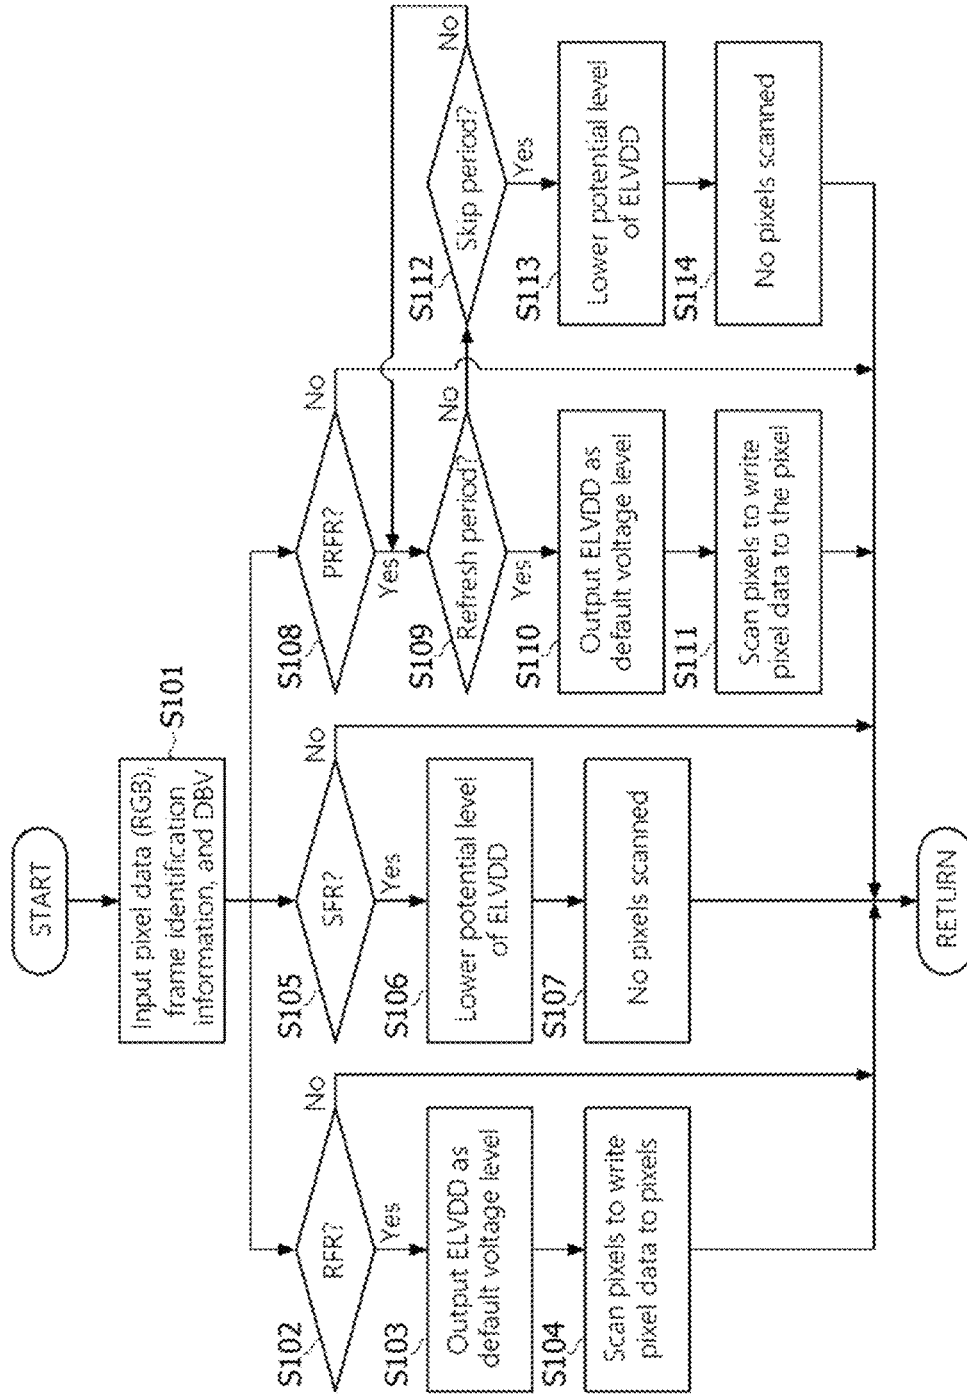 START
Input pixel data (RGB),
frame identification
information, and DBV
S101
S102
RFR?
No
Yes
S103
Output ELVDD as
default voltage level
S104
Scan pixels to write
pixel data to pixels
S105
SFR?
No
Yes
S106
Lower potential level
of ELVDD
S107
No pixels scanned
S108
PRFR?
No
Yes
S109
Refresh period?
No
Yes
S110
Output ELVDD as
default voltage level
S111
Scan pixels to write
pixel data to the pixel
S112
Skip period?
No
Yes
S113
Lower potential level
of ELVDD
S114
No pixels scanned
RETURN